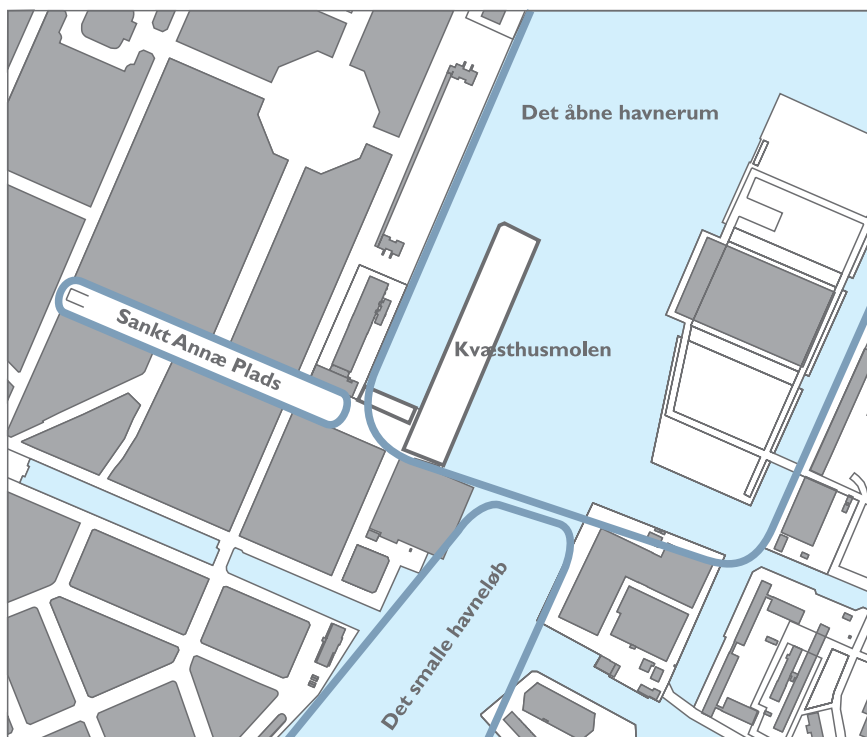 Det åbne havnerum
Sankt Annæ Plads
Kvæsthusmolen
Det smalle havneløb